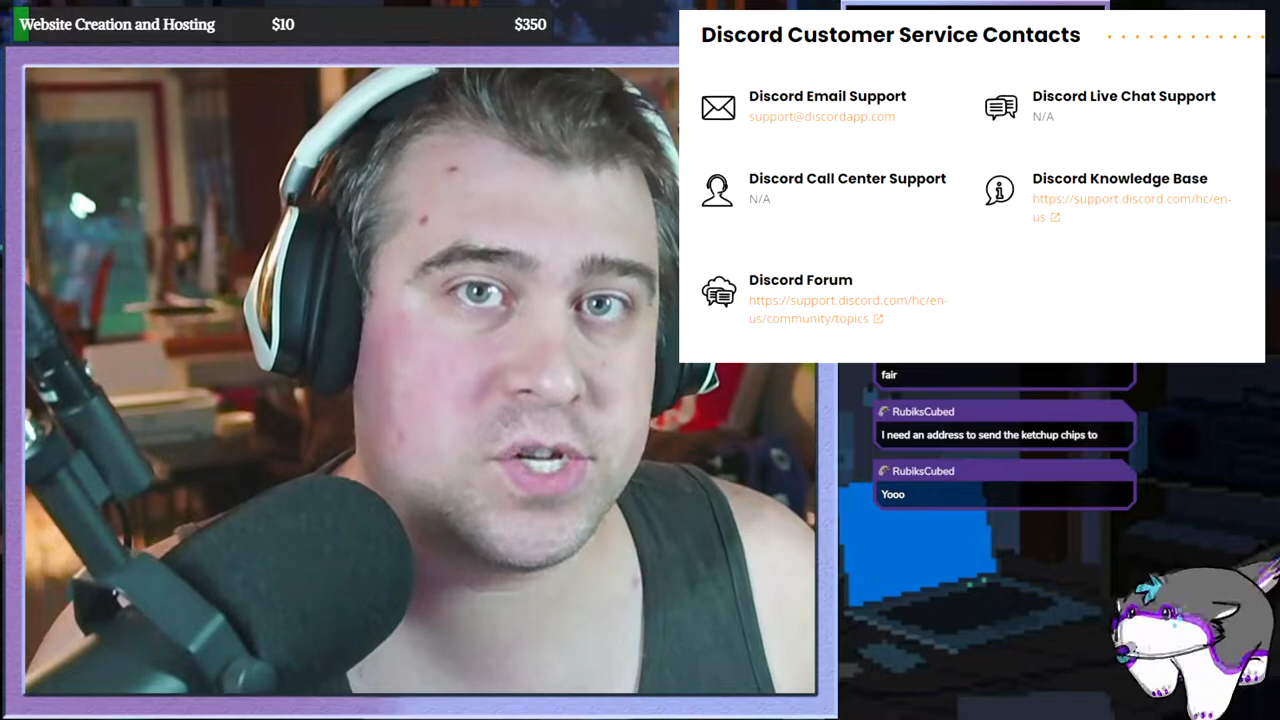 Website Creation and Hosting $10 $350
Discord Customer Service Contacts
Discord Email Support
support@discordapp.com
Discord Live Chat Support
N/A
Discord Call Center Support
N/A
Discord Knowledge Base
https://support.discord.com/hc/en-
us
Discord Forum
https://support.discord.com/hc/en-
us/community/topics
fair
RubiksCubed
I need an address to send the ketchup chips to
RubiksCubed
Yooo